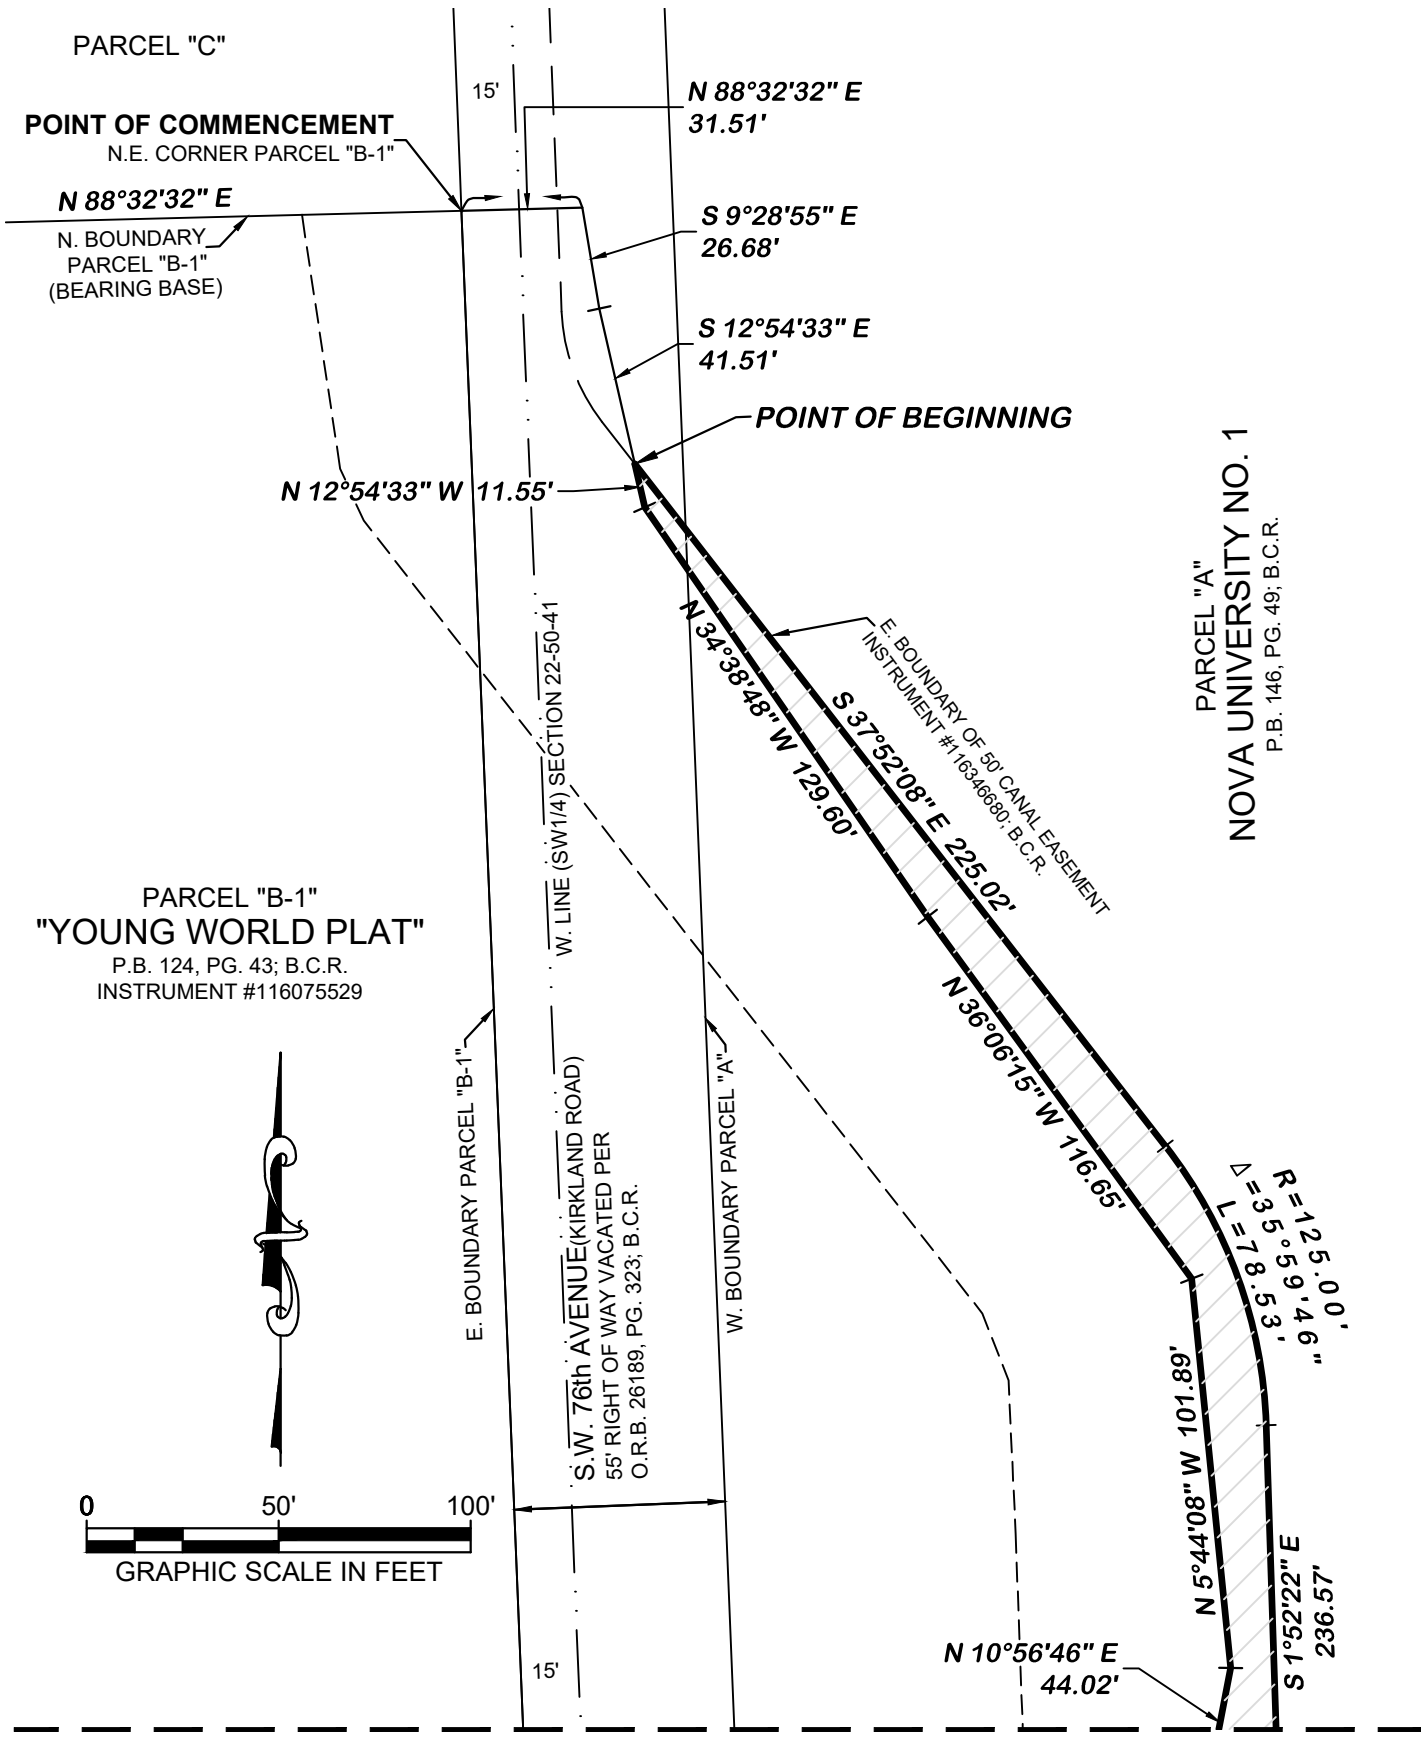 PARCEL "C"
15'
N 88°32'32" E
31.51'
POINT OF COMMENCEMENT
N.E. CORNER PARCEL "B-1"
N 88°32'32" E
N. BOUNDARY
PARCEL "B-1"
(BEARING BASE)
S 9°28'55" E
26.68'
S 12°54'33" E
41.51'
POINT OF BEGINNING
N 12°54'33" W 11.55'
PARCEL "A"
NOVA UNIVERSITY NO. 1
P.B. 146, PG. 49; B.C.R.
E. BOUNDARY OF 50' CANAL EASEMENT
INSTRUMENT #116346680; B.C.R.
N 34°38'48" W 129.60'
S 37°52'08" E 225.02'
W. LINE (SW1/4) SECTION 22-50-41
PARCEL "B-1"
"YOUNG WORLD PLAT"
P.B. 124, PG. 43; B.C.R.
INSTRUMENT #116075529
N 36°06'15" W 116.65'
E. BOUNDARY PARCEL "B-1"
S.W. 76th AVENUE(KIRKLAND ROAD)
55' RIGHT OF WAY VACATED PER
O.R.B. 26189, PG. 323; B.C.R.
W. BOUNDARY PARCEL "A"
R=125.00'
Δ=35°59'46"
L=78.53'
N 5°44'08" W 101.89'
0 50' 100'
GRAPHIC SCALE IN FEET
S 1°52'22" E
236.57'
N 10°56'46" E
44.02'
15'